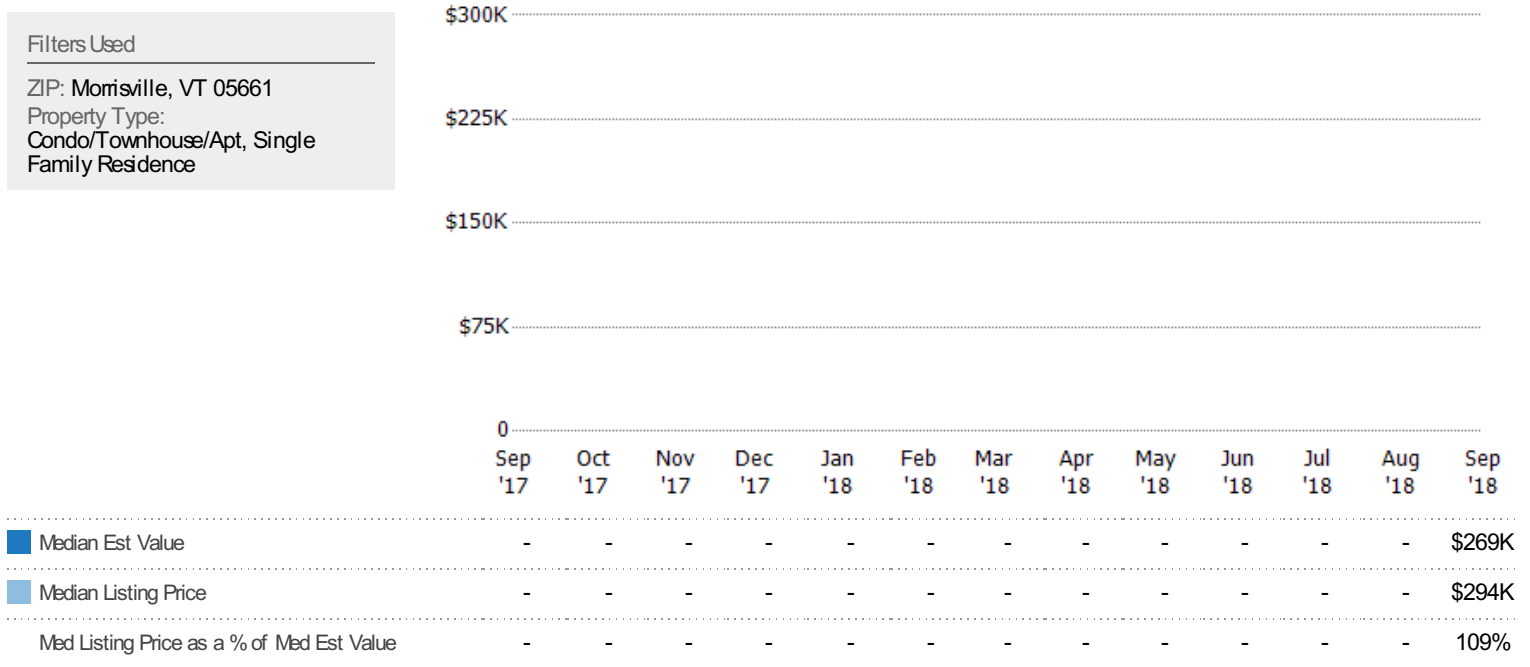 Filters Used
ZIP: Morrisville, VT 05661
Property Type:
Condo/Townhouse/Apt, Single
Family Residence
$300K
$225K
$150K
$75K
0
Sep Oct Nov Dec Jan Feb Mar Apr May Jun Jul Aug Sep
'17 '17 '17 '17 '18 '18 '18 '18 '18 '18 '18 '18 '18
Median Est Value - - - - - - - - - - - - $269K
Median Listing Price - - - - - - - - - - - - $294K
Med Listing Price as a % of Med Est Value - - - - - - - - - - - - 109%